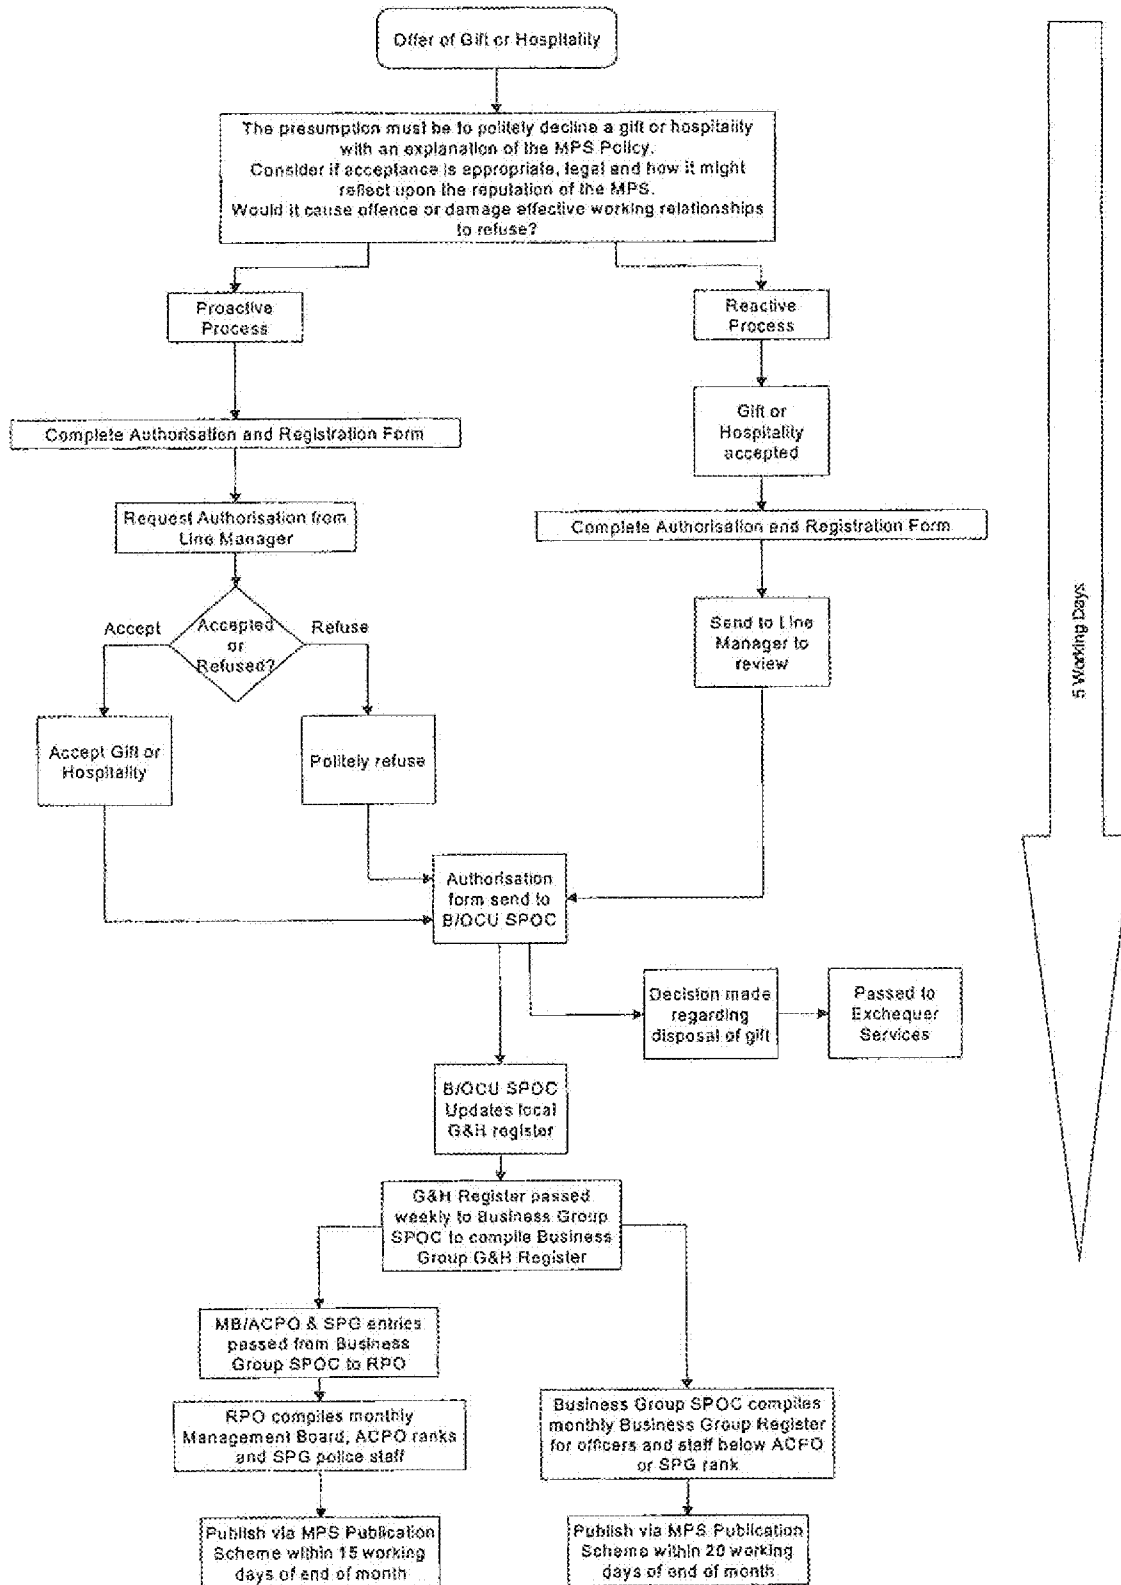 Offer of Gift or Hospitality
The presumption must be to politely decline a gift or hospitality
with an explanation of the MPS Policy.
Consider if acceptance is appropriate, legal and how it might
reflect upon the reputation of the MPS.
Would it cause offence or damage effective working relationships
to refuse?
Proactive
Process
Reactive
Process
Complete Authorisation and Registration Form
Gift or
Hospitality
accepted
Request Authorisation from
Line Manager
Complete Authorisation and Registration Form
Accept
Accepted
or
Refused?
Refuse
Send to Line
Manager to
review
5 Working Days
Accept Gift or
Hospitality
Politely refuse
Authorisation
form send to
B/OCU SPOC
Decision made
regarding
disposal of gift
Passed to
Exchequer
Services
B/OCU SPOC
Updates local
G&H register
G&H Register passed
weekly to Business Group
SPOC to compile Business
Group G&H Register
MB/ACPO & SPG entries
passed from Business
Group SPOC to RPO
RPO compiles monthly
Management Board, ACPO ranks
and SPG police staff
Business Group SPOC compiles
monthly Business Group Register
for officers and staff below ACPO
or SPG rank
Publish via MPS Publication
Scheme within 15 working
days of end of month
Publish via MPS Publication
Scheme within 20 working
days of end of month